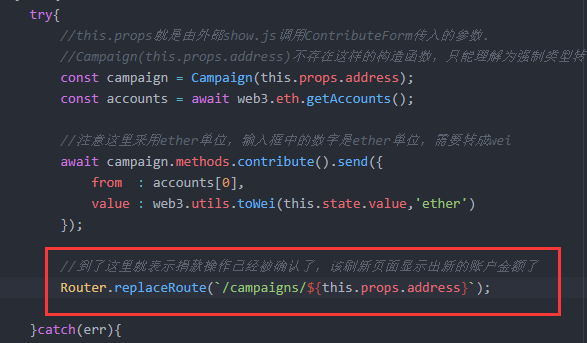 try{
//this.props就是由外部show.js调用ContributeForm传入的参数.
//Campaign(this.props.address)不存在这样的构造函数，只能理解为强制类型转
const campaign = Campaign(this.props.address);
const accounts = await web3.eth.getAccounts();
//注意这里采用ether单位，输入框中的数字是ether单位，需要转成wei
await campaign.methods.contribute().send({
from  : accounts[0],
value : web3.utils.toWei(this.state.value,'ether')
});
//到了这里就表示捐款操作已经被确认了，该刷新页面显示出新的账户金额了
Router.replaceRoute(`/campaigns/${this.props.address}`);
}catch(err){